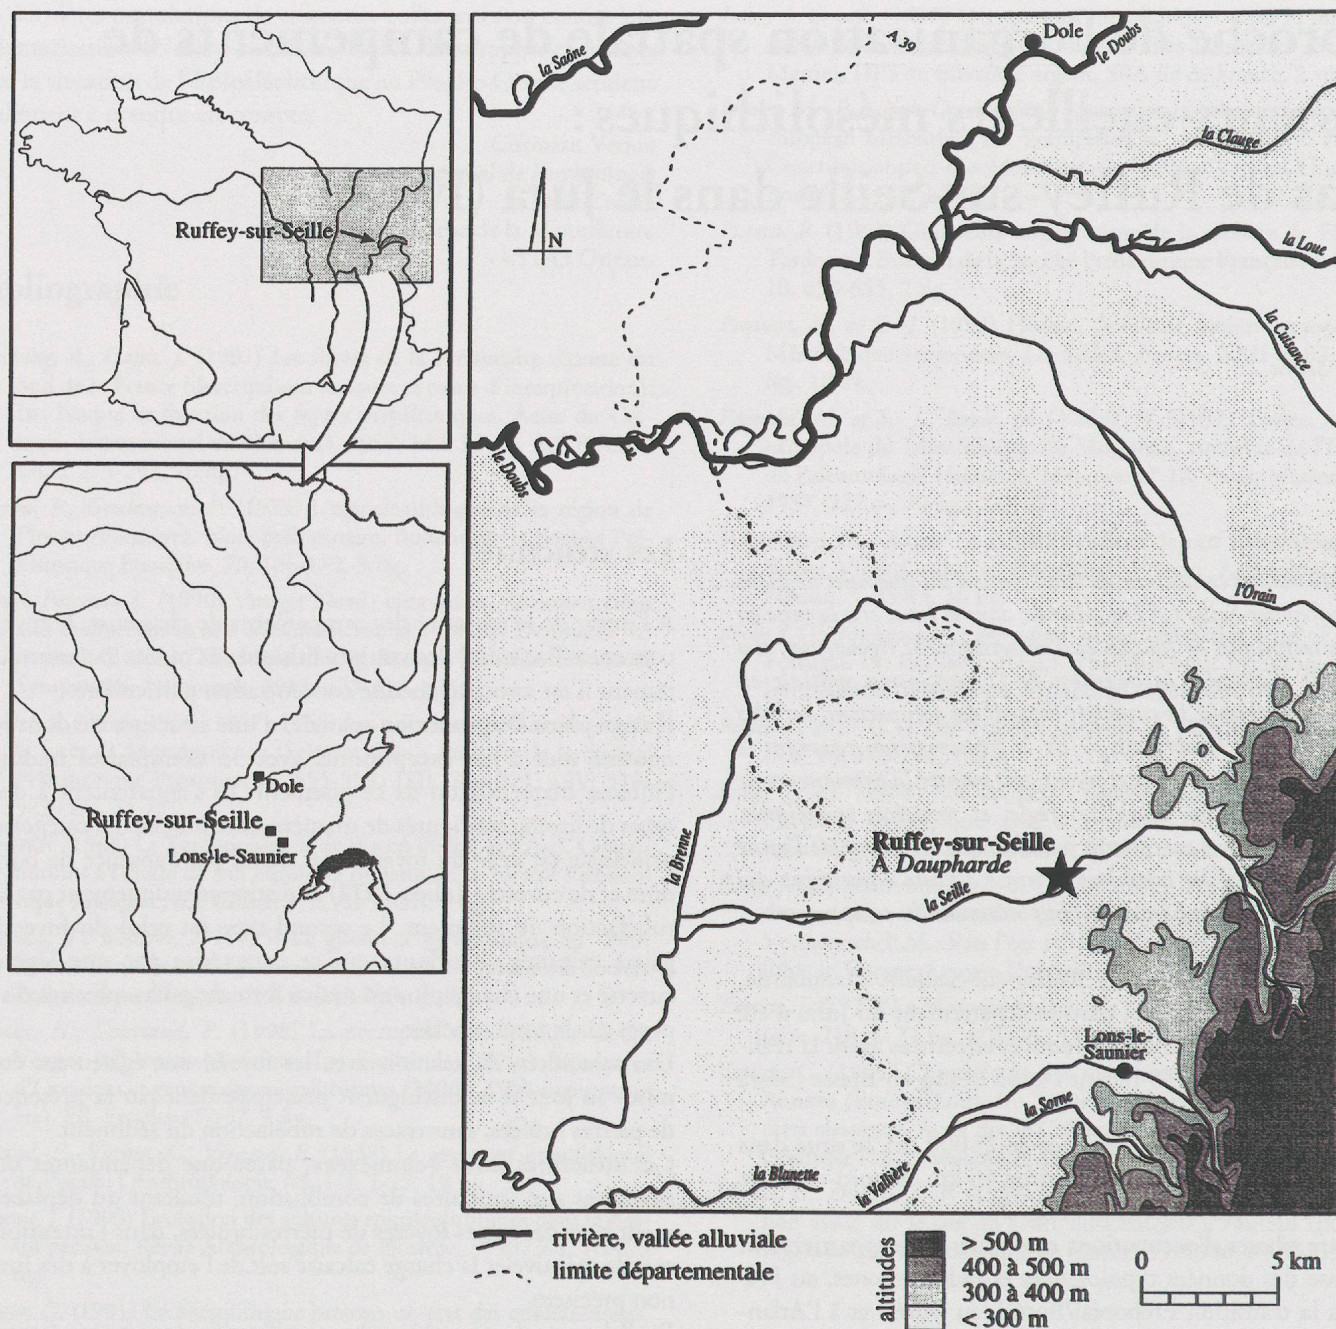 Ruffey-sur-Seille
Dole
Ruffey-sur-Seille
Lons-le-Saunier
la Saône
A 39
Dole
le Doubs
la Clauge
N
la Loue
la Cuisance
le Doubs
l'Orain
la Brenne
Ruffey-sur-Seille
A Daupharde
la Seille
Lons-le-
Saunier
la Sorne
la Blanette
la Vallière
rivière, vallée alluviale
limite départementale
altitudes
> 500 m
400 à 500 m
300 à 400 m
< 300 m
0 5 km